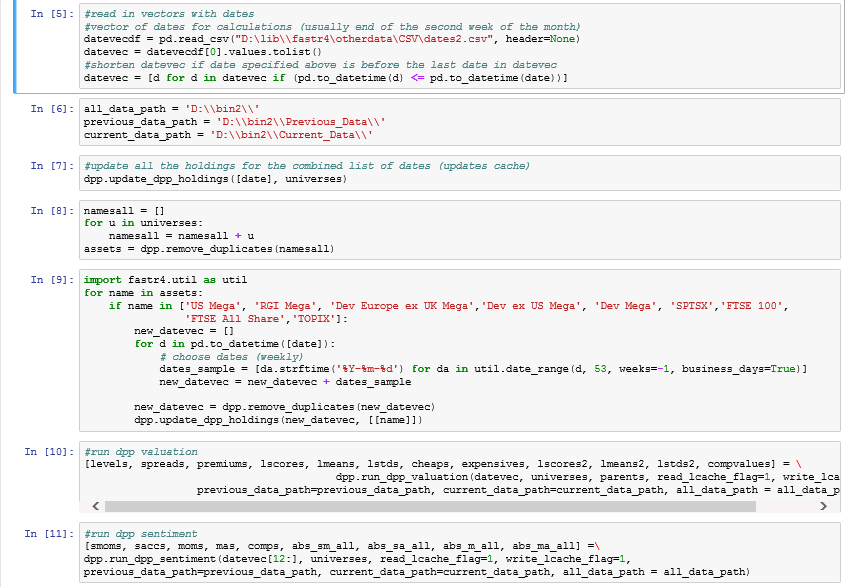 In [5]: #read in vectors with dates
#vector of dates for calculations (usually end of the second week of the month)
datevecdf = pd.read_csv("D:\lib\\fastr4\otherdata\CSV\dates2.csv", header=None)
datevec = datevecdf[0].values.tolist()
#shorten datevec if date specified above is before the last date in datevec
datevec = [d for d in datevec if (pd.to_datetime(d) <= pd.to_datetime(date))]
In [6]: all_data_path = 'D:\\bin2\\'
previous_data_path = 'D:\\bin2\\Previous_Data\\'
current_data_path = 'D:\\bin2\\Current_Data\\'
In [7]: #update all the holdings for the combined list of dates (updates cache)
dpp.update_dpp_holdings([date], universes)
In [8]: namesall = []
for u in universes:
    namesall = namesall + u
assets = dpp.remove_duplicates(namesall)
In [9]: import fastr4.util as util
for name in assets:
    if name in ['US Mega', 'RGI Mega', 'Dev Europe ex UK Mega','Dev ex US Mega', 'Dev Mega', 'SPTSX','FTSE 100',
                'FTSE All Share','TOPIX']:
        new_datevec = []
        for d in pd.to_datetime([date]):
            # choose dates (weekly)
            dates_sample = [da.strftime('%Y-%m-%d') for da in util.date_range(d, 53, weeks=-1, business_days=True)]
            new_datevec = new_datevec + dates_sample
        new_datevec = dpp.remove_duplicates(new_datevec)
        dpp.update_dpp_holdings(new_datevec, [[name]])
In [10]: #run dpp valuation
[levels, spreads, premiums, lscores, lmeans, lstds, cheaps, expensives, lscores2, lmeans2, lstds2, compvalues] = \
dpp.run_dpp_valuation(datevec, universes, parents, read_lcache_flag=1, write_lca
previous_data_path=previous_data_path, current_data_path=current_data_path, all_data_path = all_data_p
In [11]: #run dpp sentiment
[smoms, saccs, moms, mas, comps, abs_sm_all, abs_sa_all, abs_m_all, abs_ma_all] =\
dpp.run_dpp_sentiment(datevec[12:], universes, read_lcache_flag=1, write_lcache_flag=1,
previous_data_path=previous_data_path, current_data_path=current_data_path, all_data_path = all_data_path)